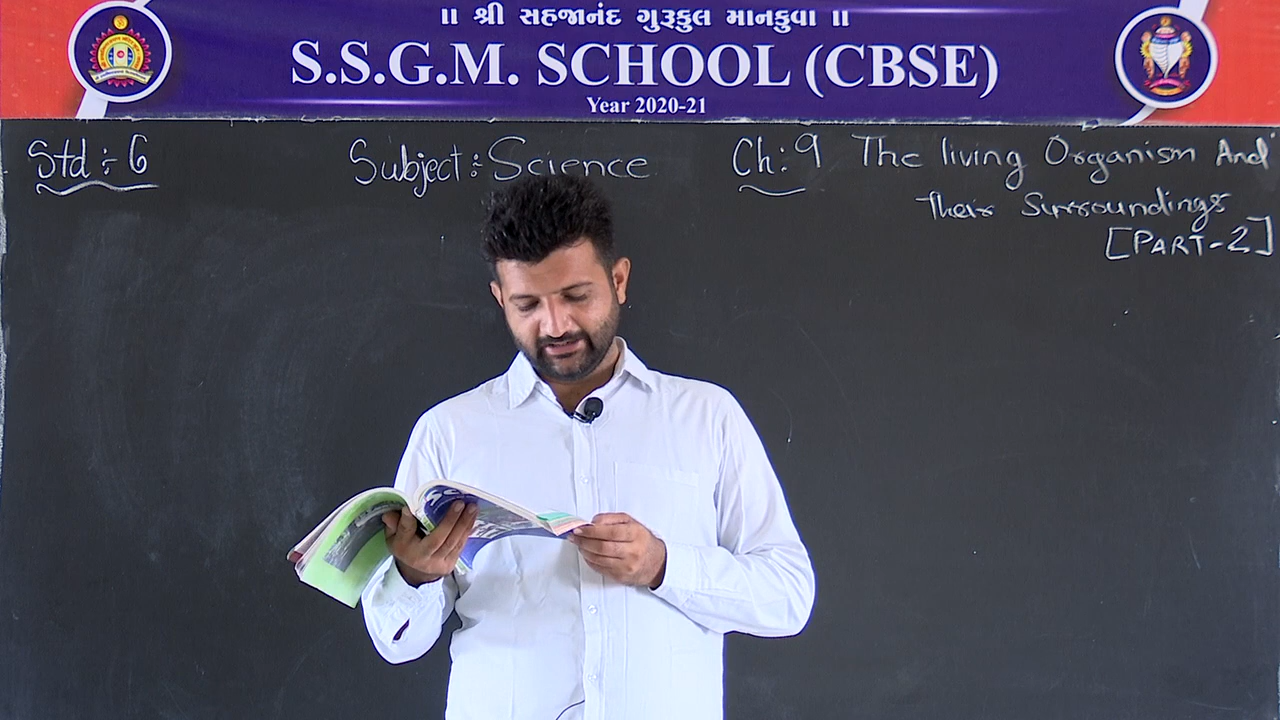 ॥ શ્રી સહજાનંદ ગુરુકુલ માનકુવા ॥
S.S.G.M. SCHOOL (CBSE)
Year 2020-21
Std : 6
Subject : Science
Ch : 9 The living Organism And
Their Surroundings
[PART-2]